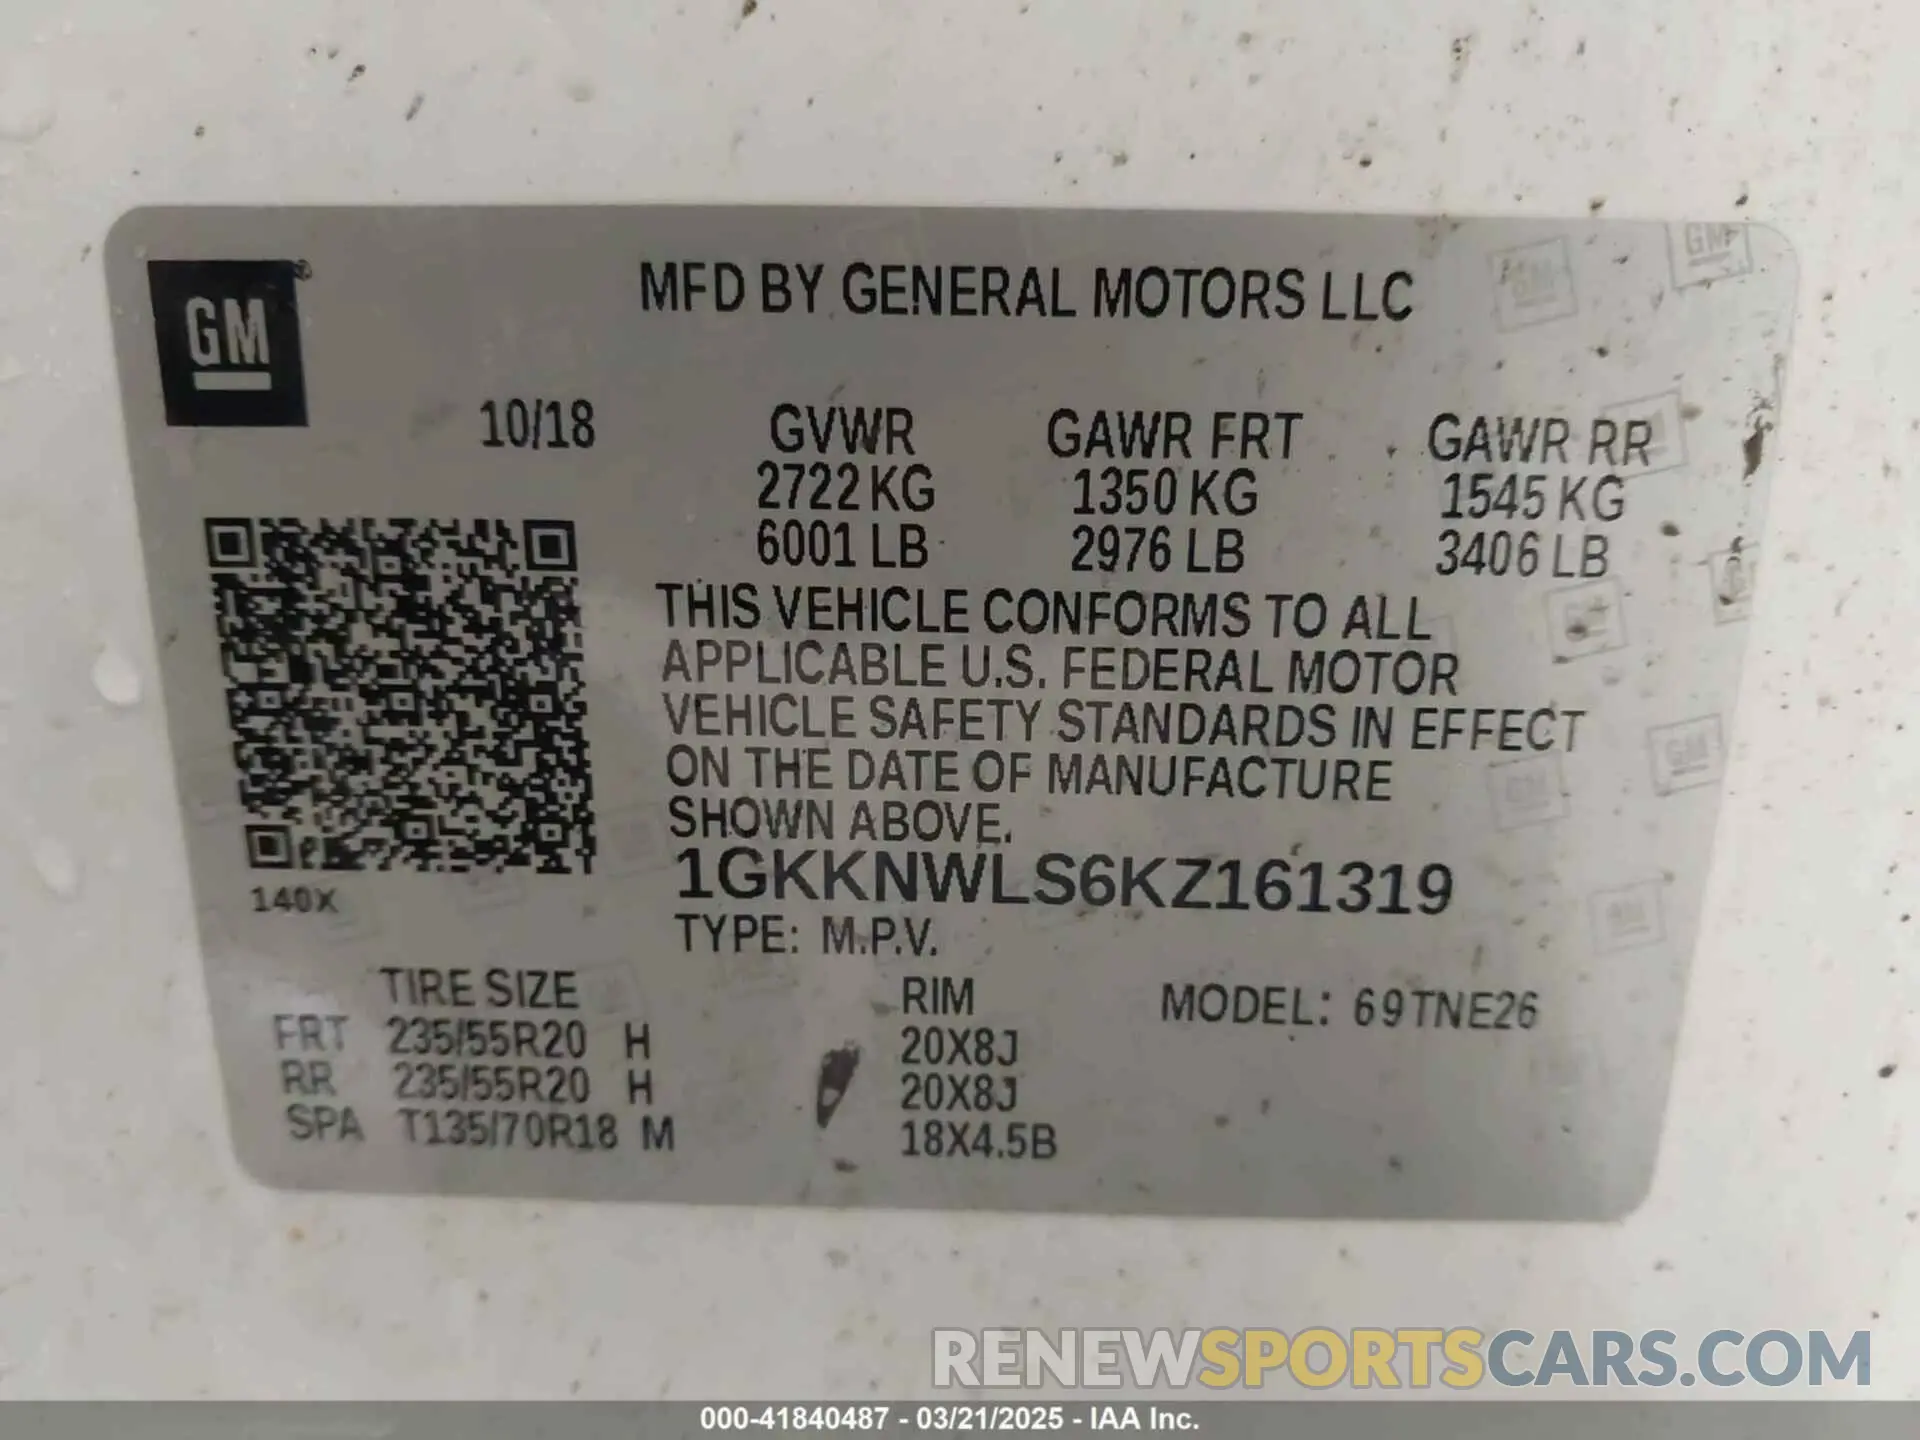 GM
MFD BY GENERAL MOTORS LLC
10/18 GVWR GAWR FRT GAWR RR
2722 KG 1350 KG 1545 KG
6001 LB 2976 LB 3406 LB
THIS VEHICLE CONFORMS TO ALL
APPLICABLE U.S. FEDERAL MOTOR
VEHICLE SAFETY STANDARDS IN EFFECT
ON THE DATE OF MANUFACTURE
SHOWN ABOVE.
1GKKNWLS6KZ161319
140X
TYPE: M.P.V.
TIRE SIZE RIM MODEL: 69TNE26
FRT 235/55R20 H 20X8J
RR 235/55R20 H 20X8J
SPA T135/70R18 M 18X4.5B
RENEWSPORTSCARS.COM
000-41840487 - 03/21/2025 - IAA Inc.